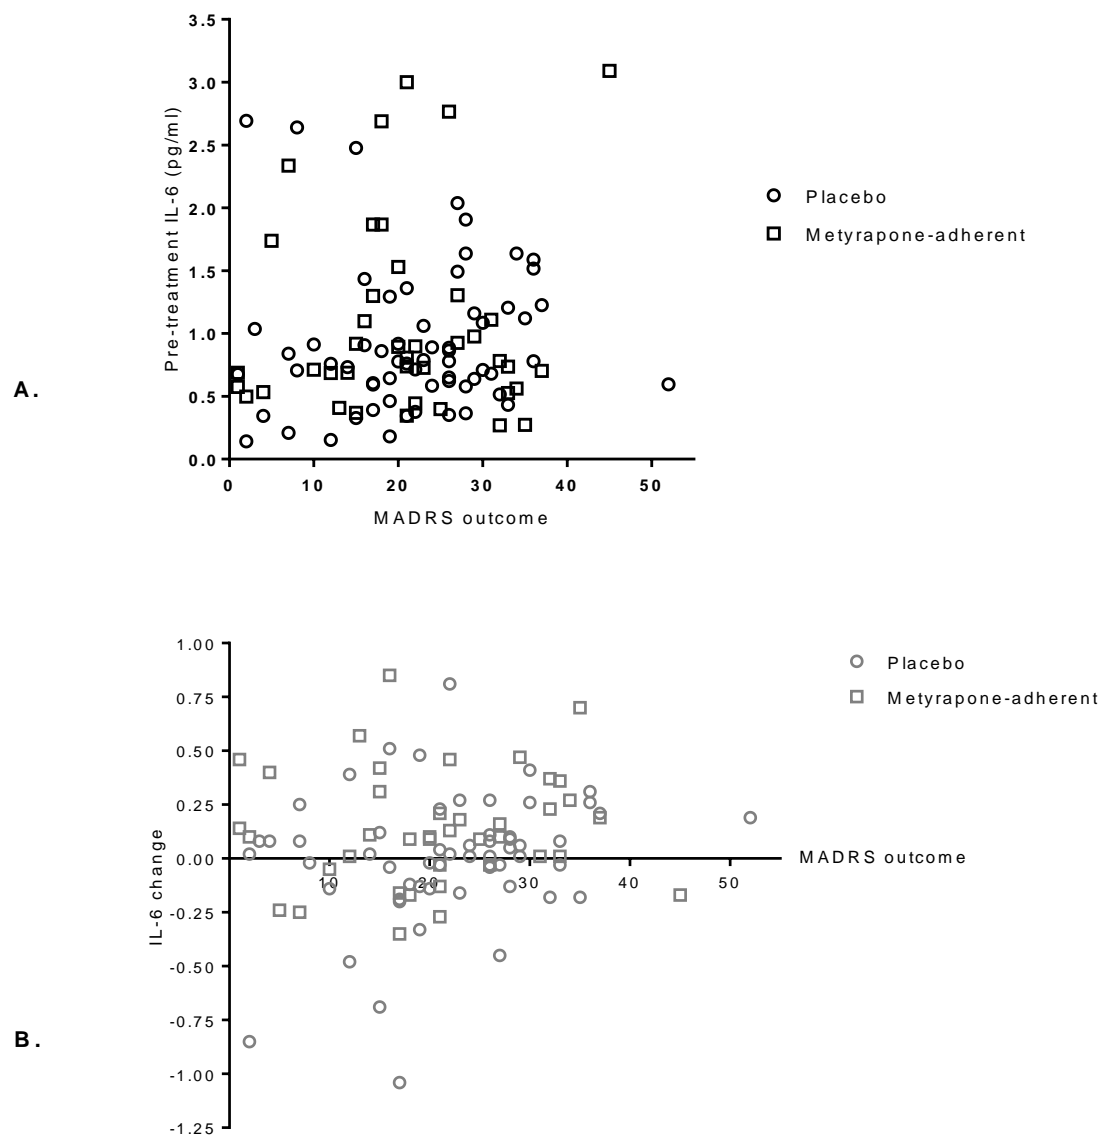 3.5
3.0
2.5
2.0
1.5
1.0
0.5
0.0
Pre-treatment IL-6 (pg/ml)
0 10 20 30 40 50
MADRS outcome
Placebo
Metyrapone-adherent
A.
1.00
0.75
0.50
0.25
0.00
-0.25
-0.50
-0.75
-1.00
-1.25
IL-6 change
10 20 30 40 50
MADRS outcome
Placebo
Metyrapone-adherent
B.